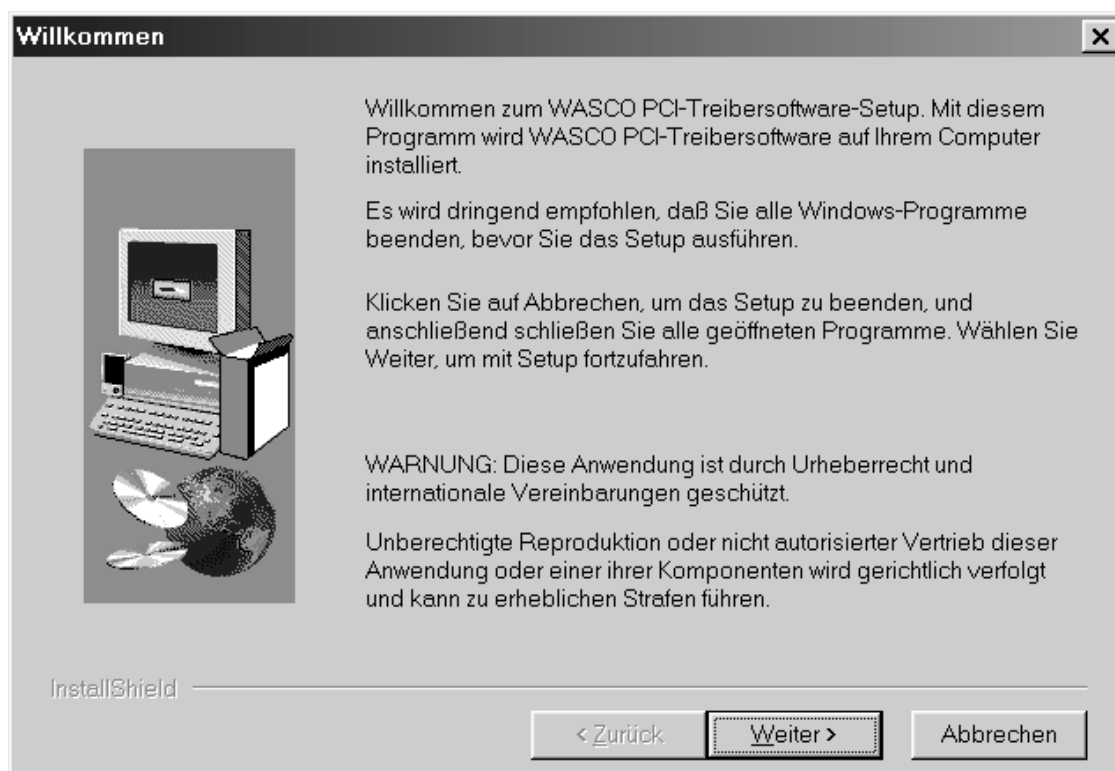 Willkommen
Willkommen zum WASCO PCI-Treibersoftware-Setup. Mit diesem
Programm wird WASCO PCI-Treibersoftware auf Ihrem Computer
installiert.
Es wird dringend empfohlen, daß Sie alle Windows-Programme
beenden, bevor Sie das Setup ausführen.
Klicken Sie auf Abbrechen, um das Setup zu beenden, und
anschließend schließen Sie alle geöffneten Programme. Wählen Sie
Weiter, um mit Setup fortzufahren.
WARNUNG: Diese Anwendung ist durch Urheberrecht und
internationale Vereinbarungen geschützt.
Unberechtigte Reproduktion oder nicht autorisierter Vertrieb dieser
Anwendung oder einer ihrer Komponenten wird gerichtlich verfolgt
und kann zu erheblichen Strafen führen.
InstallShield
< Zurück Weiter > Abbrechen